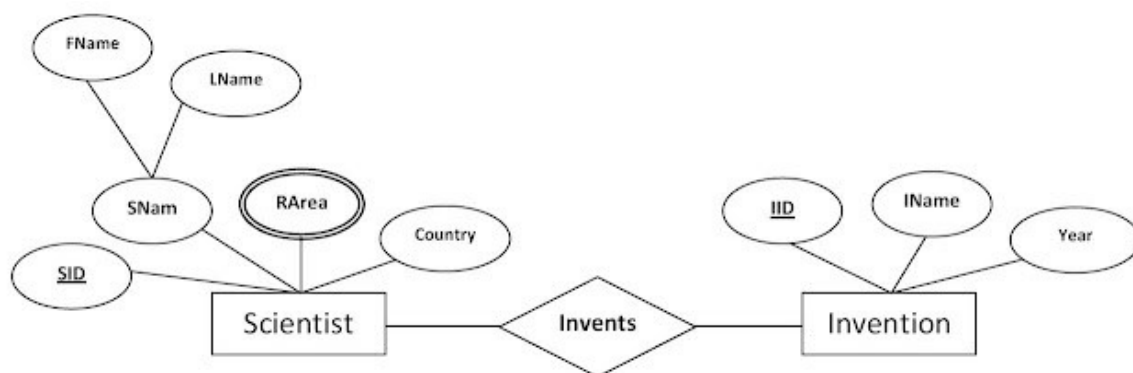 FName
LName
SNam
RArea
SID
Country
IID
IName
Year
Scientist
Invents
Invention